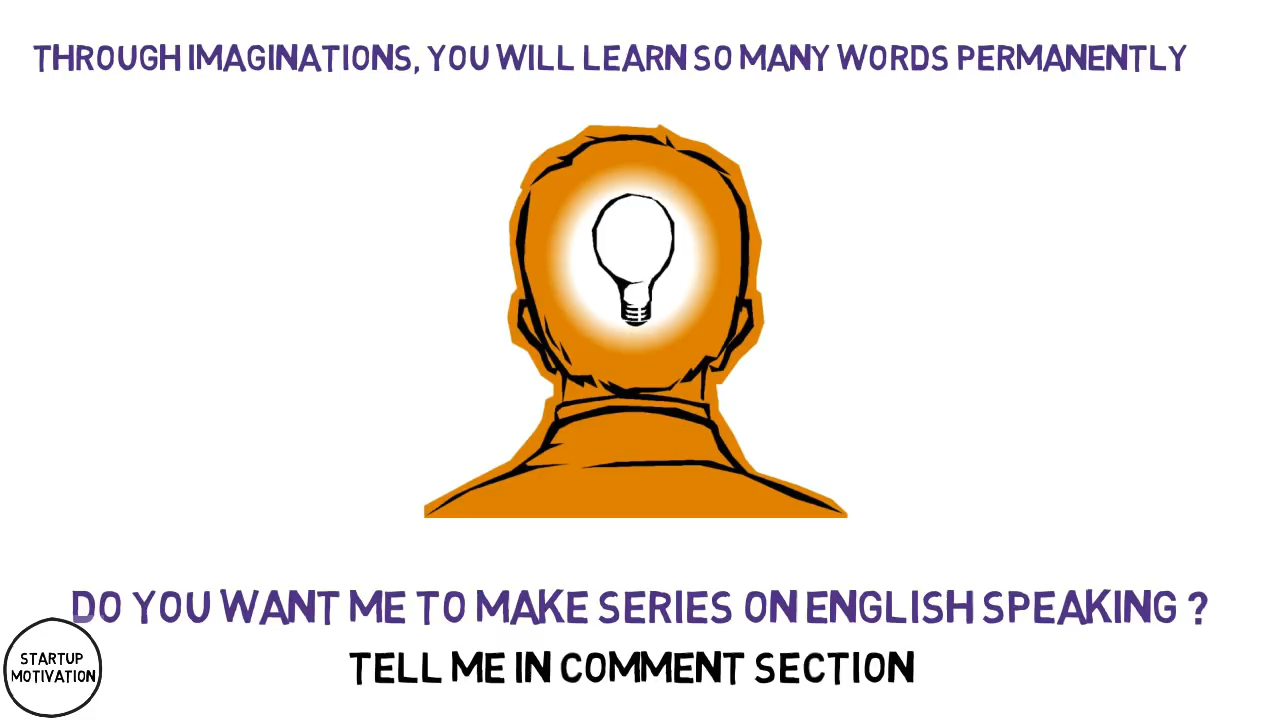 THROUGH IMAGINATIONS, YOU WILL LEARN SO MANY WORDS PERMANENTLY
DO YOU WANT ME TO MAKE SERIES ON ENGLISH SPEAKING ?
TELL ME IN COMMENT SECTION
STARTUP
MOTIVATION